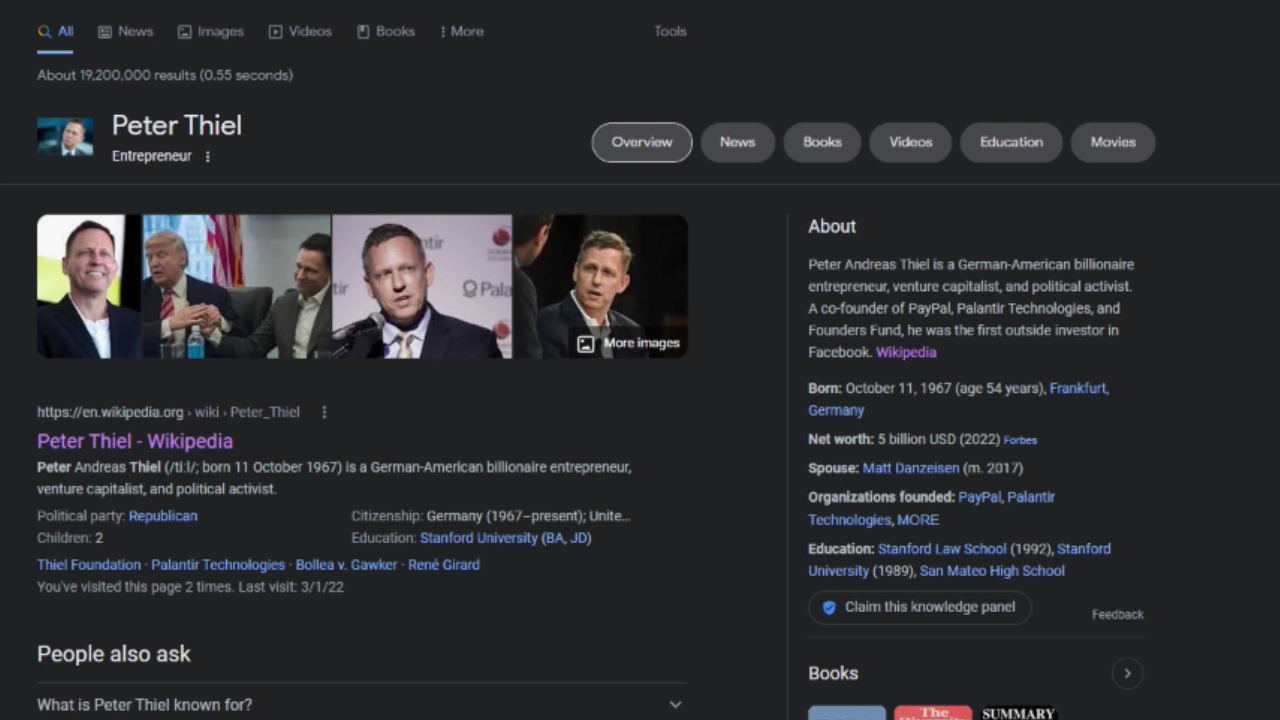 All News Images Videos Books More Tools
About 19,200,000 results (0.55 seconds)
Peter Thiel
Entrepreneur
Overview News Books Videos Education Movies
More images
https://en.wikipedia.org › wiki › Peter_Thiel
Peter Thiel - Wikipedia
Peter Andreas Thiel (/tiːl/; born 11 October 1967) is a German-American billionaire entrepreneur,
venture capitalist, and political activist.
Political party: Republican
Citizenship: Germany (1967–present); Unite...
Children: 2
Education: Stanford University (BA, JD)
Thiel Foundation · Palantir Technologies · Bollea v. Gawker · René Girard
You've visited this page 2 times. Last visit: 3/1/22
People also ask
What is Peter Thiel known for?
About
Peter Andreas Thiel is a German-American billionaire
entrepreneur, venture capitalist, and political activist.
A co-founder of PayPal, Palantir Technologies, and
Founders Fund, he was the first outside investor in
Facebook. Wikipedia
Born: October 11, 1967 (age 54 years), Frankfurt,
Germany
Net worth: 5 billion USD (2022) Forbes
Spouse: Matt Danzeisen (m. 2017)
Organizations founded: PayPal, Palantir
Technologies, MORE
Education: Stanford Law School (1992), Stanford
University (1989), San Mateo High School
Claim this knowledge panel
Feedback
Books
The
SUMMARY